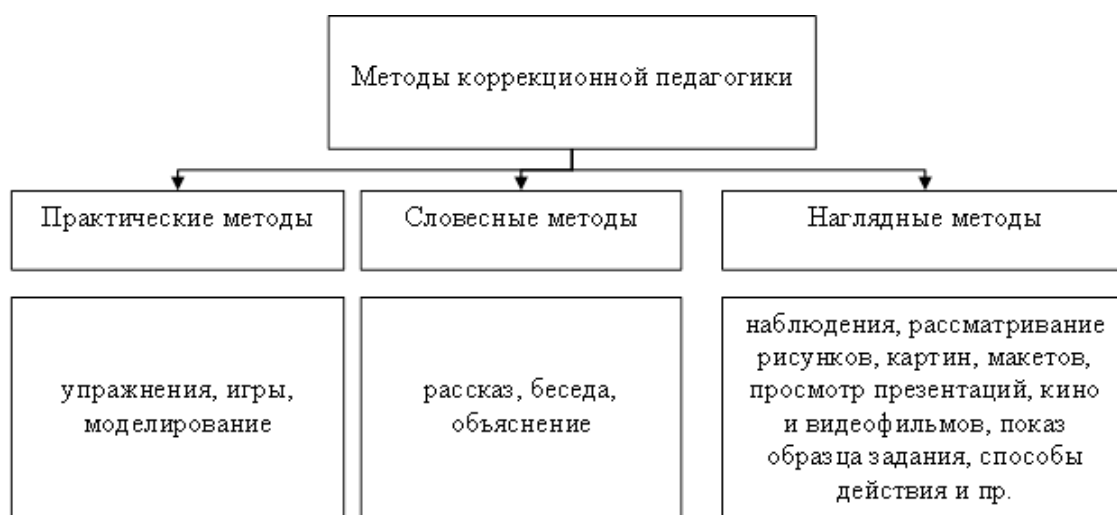 Методы коррекционной педагогики
Практические методы
Словесные методы
Наглядные методы
упражнения, игры,
моделирование
рассказ, беседа,
объяснение
наблюдения, рассматривание
рисунков, картин, макетов,
просмотр презентаций, кино
и видеофильмов, показ
образца задания, способы
действия и пр.